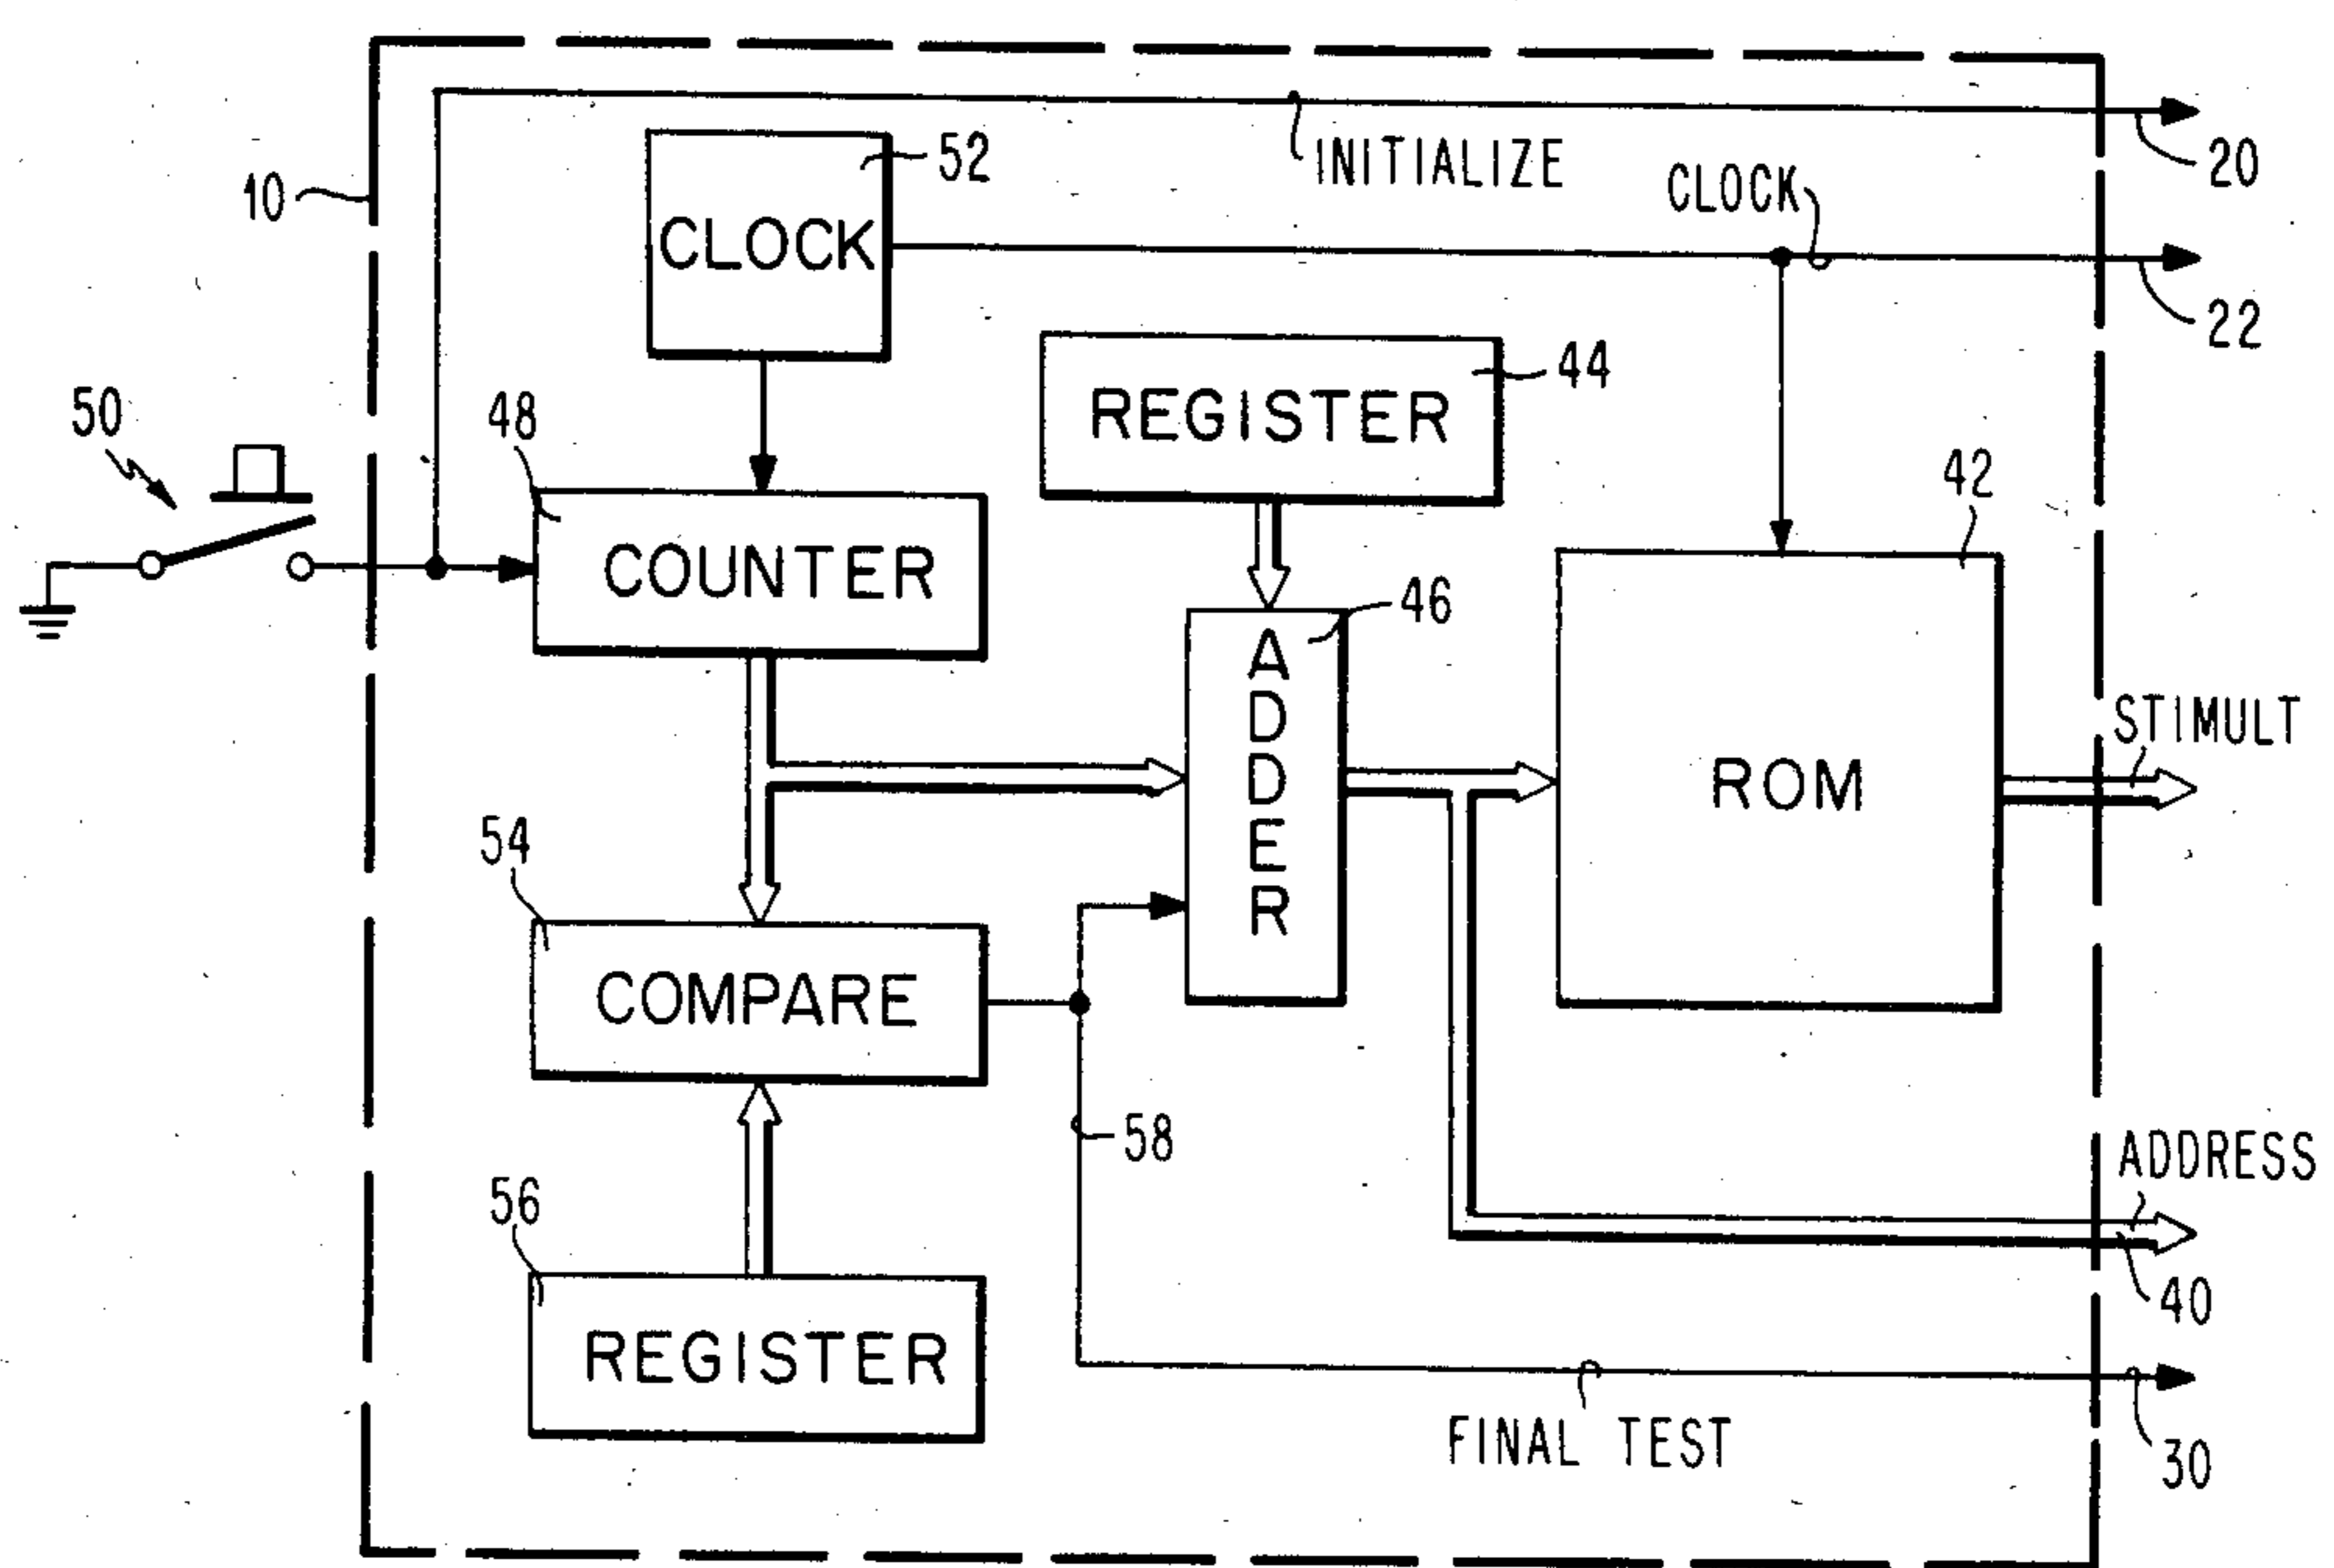 10
52
CLOCK
INITIALIZE
CLOCK
20
22
50
48
COUNTER
REGISTER
44
42
46
ADDER
ROM
STIMULT
54
COMPARE
58
ADDRESS
40
56
REGISTER
FINAL TEST
30